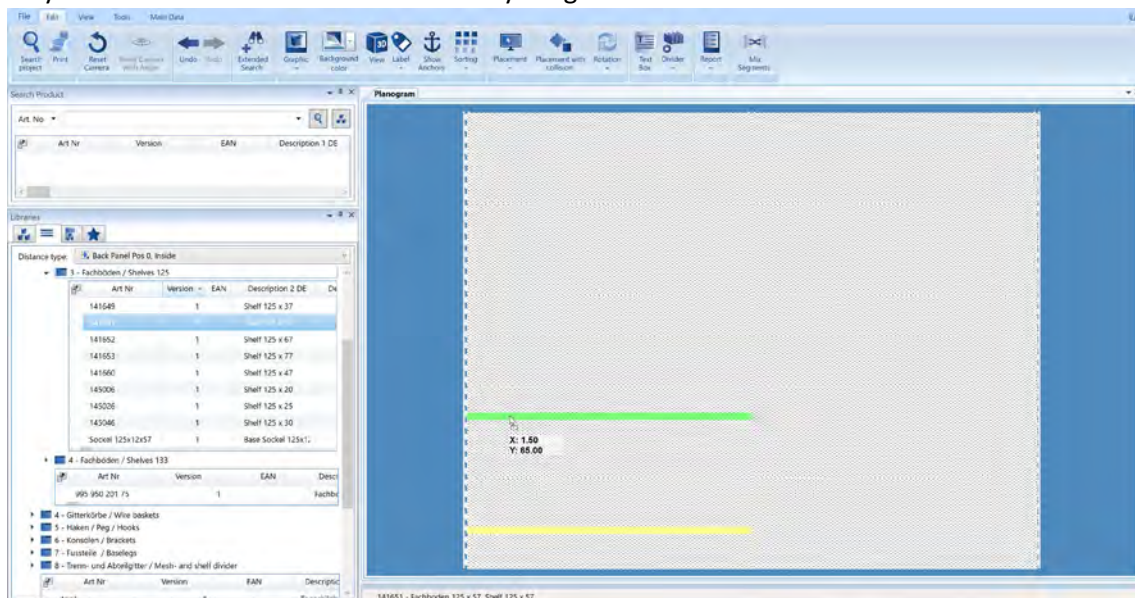 File Edit View Tools Main Data
Search project
Print
Reset Camera
Undo
Extended Search
Graphic
Background color
View
Label
Show Anchors
Sorting
Placement
Placement with collision
Rotation
Text Box
Divider
Report
Mix Segments
Search Product
Art. No
Art Nr Version EAN Description 1 DE
Libraries
Distance type: Back Panel Pos 0, Inside
3 - Fachböden / Shelves 125
Art Nr Version EAN Description 2 DE De
141649 1 Shelf 125 x 37
141652 1 Shelf 125 x 67
141653 1 Shelf 125 x 77
141660 1 Shelf 125 x 47
145006 1 Shelf 125 x 20
145026 1 Shelf 125 x 25
145046 1 Shelf 125 x 30
Sockel 125x12x57 1 Base Sockel 125x1
4 - Fachböden / Shelves 133
Art Nr Version EAN Descri
995 950 201 75 1 Fachbo
4 - Gitterkörbe / Wire baskets
5 - Haken / Peg / Hooks
6 - Konsolen / Brackets
7 - Fussteile / Baselegs
8 - Trenn- und Abteilgitter / Mesh- and shelf divider
Art Nr Version EAN Descriptio
Planogram
X: 1.50
Y: 65.00
141651 - Fachböden 125 x 57, Shelf 125 x 57